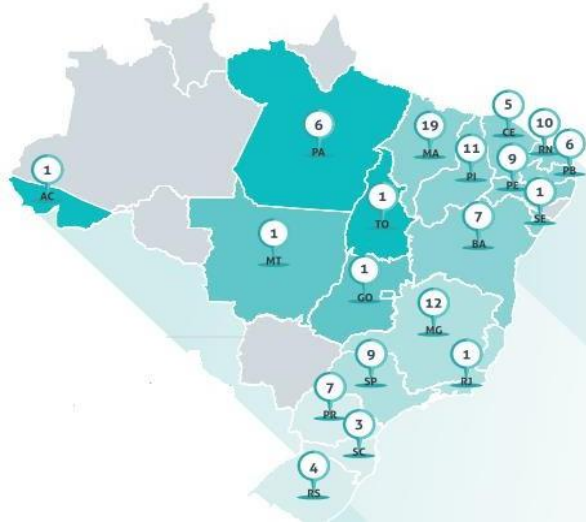 5
CE
10
RN
6
PA
19
MA
11
PI
9
PE
6
PB
1
AC
1
TO
7
BA
1
SE
1
MT
1
GO
12
MG
9
SP
1
RJ
7
PR
3
SC
4
RS